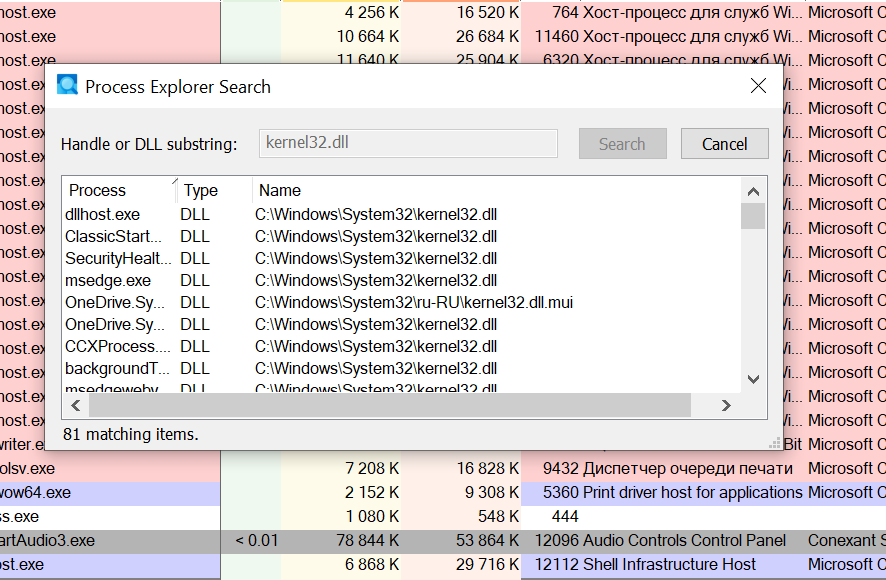 host.exe 4 256 K 16 520 K 764 Хост-процесс для служб Wi... Microsoft C
host.exe 10 664 K 26 684 K 11460 Хост-процесс для служб Wi... Microsoft C
host.exe 11 640 K 25 904 K 6320 Хост-процесс для служб Wi... Microsoft C
Process Explorer Search
Handle or DLL substring: kernel32.dll Search Cancel
Process Type Name
dllhost.exe DLL C:\Windows\System32\kernel32.dll
ClassicStart... DLL C:\Windows\System32\kernel32.dll
SecurityHealt... DLL C:\Windows\System32\kernel32.dll
msedge.exe DLL C:\Windows\System32\kernel32.dll
OneDrive.Sy... DLL C:\Windows\System32\ru-RU\kernel32.dll.mui
OneDrive.Sy... DLL C:\Windows\System32\kernel32.dll
CCXProcess.... DLL C:\Windows\System32\kernel32.dll
backgroundT... DLL C:\Windows\System32\kernel32.dll
msedgewebv... DLL C:\Windows\System32\kernel32.dll
81 matching items.
writer.e Bit Microsoft C
olsv.exe 7 208 K 16 828 K 9432 Диспетчер очереди печати Microsoft C
wow64.exe 2 152 K 9 308 K 5360 Print driver host for applications Microsoft C
ss.exe 1 080 K 548 K 444
artAudio3.exe < 0.01 78 844 K 53 864 K 12096 Audio Controls Control Panel Conexant S
ost.exe 6 868 K 29 716 K 12112 Shell Infrastructure Host Microsoft C